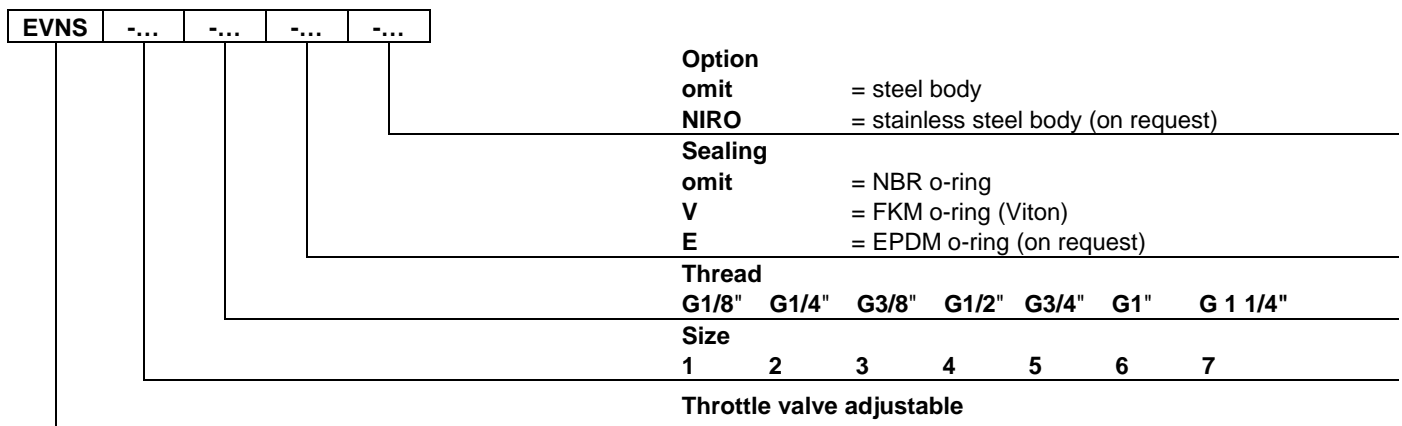 EVNS -… -… -… -…
Option
omit = steel body
NIRO = stainless steel body (on request)
Sealing
omit = NBR o-ring
V = FKM o-ring (Viton)
E = EPDM o-ring (on request)
Thread
G1/8" G1/4" G3/8" G1/2" G3/4" G1" G 1 1/4"
Size
1 2 3 4 5 6 7
Throttle valve adjustable